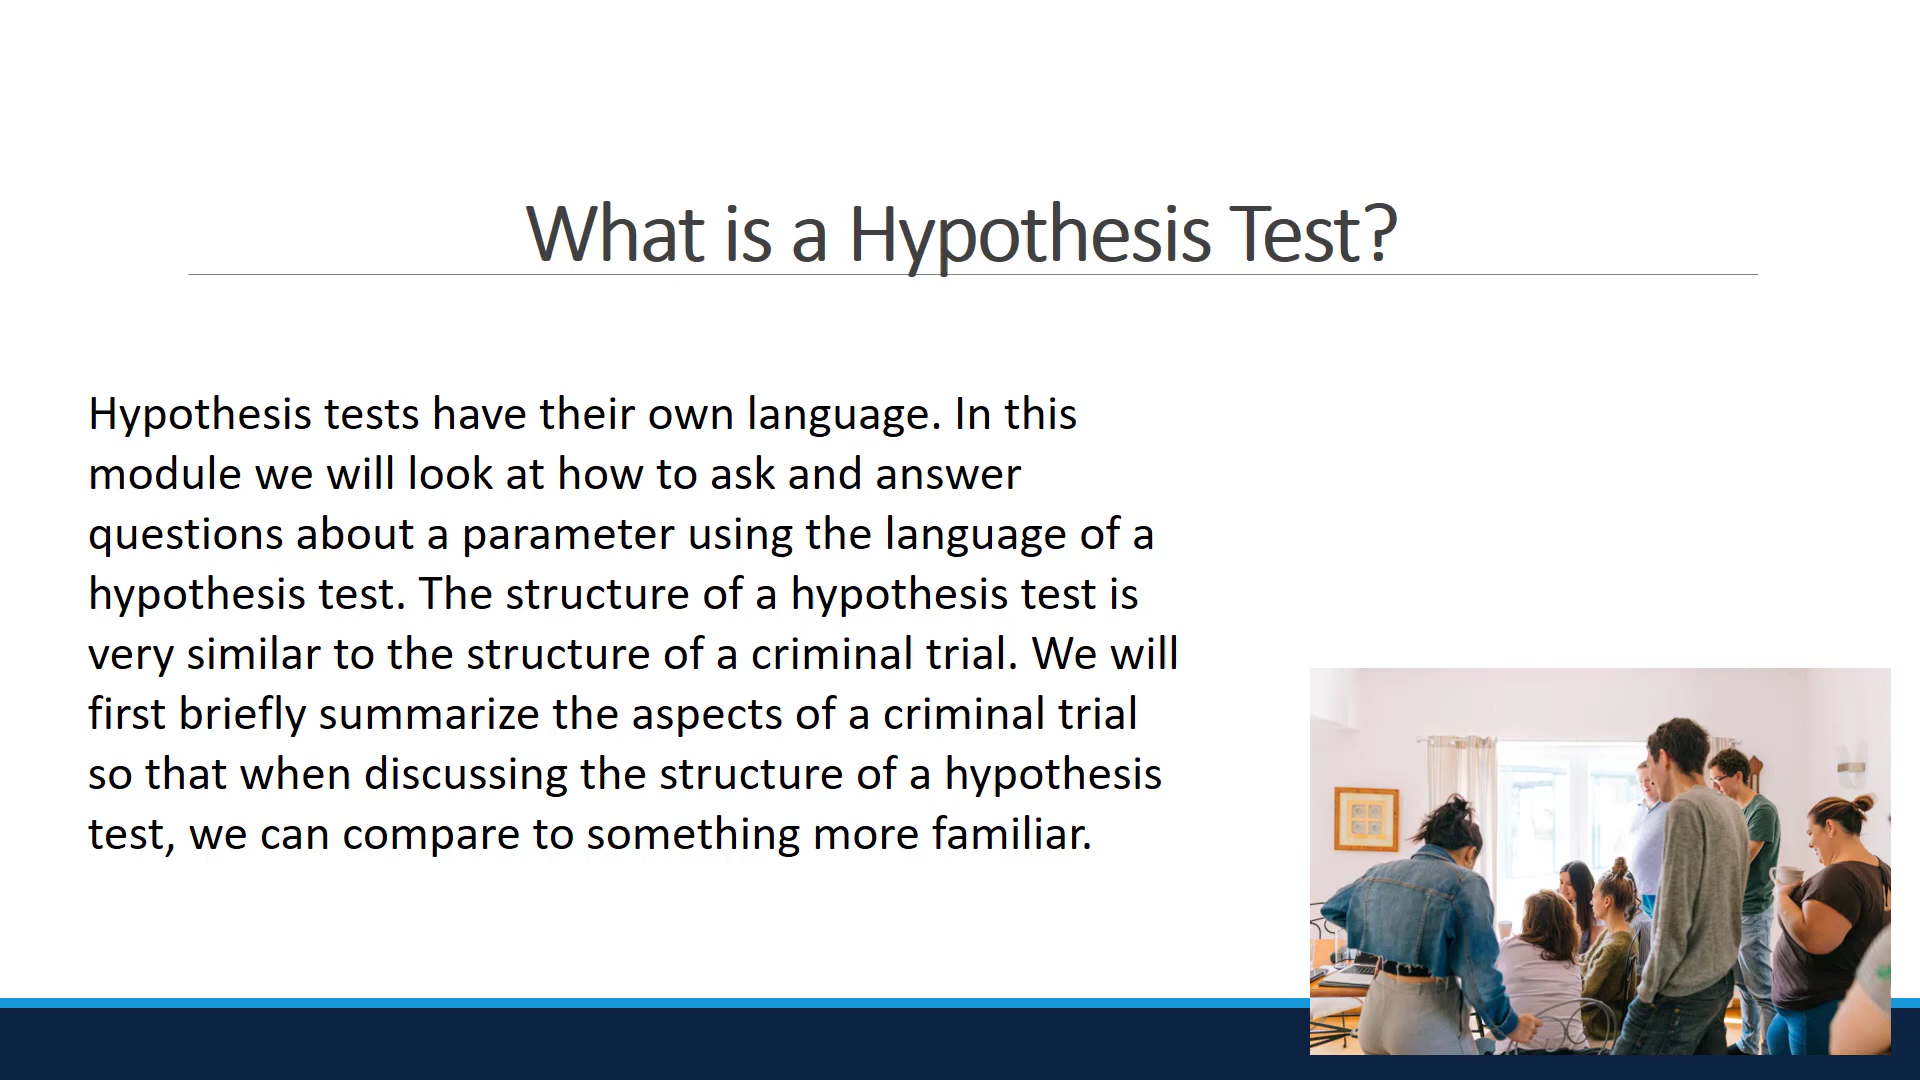 What is a Hypothesis Test?
Hypothesis tests have their own language. In this
module we will look at how to ask and answer
questions about a parameter using the language of a
hypothesis test. The structure of a hypothesis test is
very similar to the structure of a criminal trial. We will
first briefly summarize the aspects of a criminal trial
so that when discussing the structure of a hypothesis
test, we can compare to something more familiar.